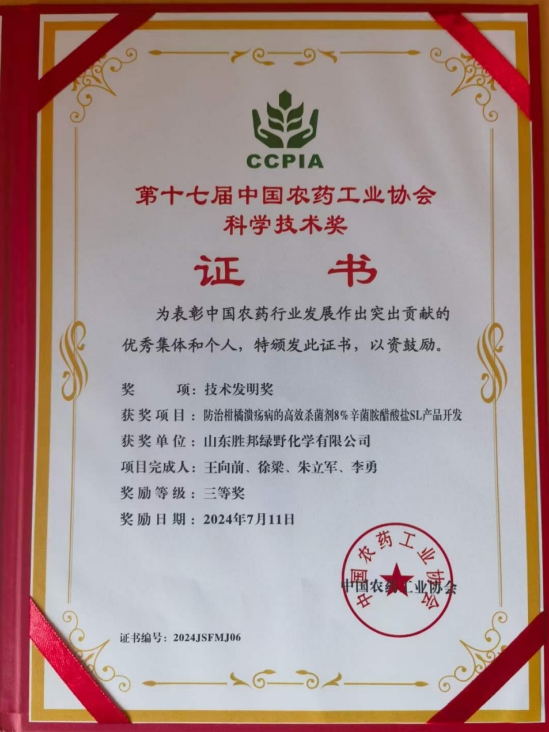 CCPIA
第十七届中国农药工业协会
科学技术奖
证 书
为表彰中国农药行业发展作出突出贡献的
优秀集体和个人，特颁发此证书，以资鼓励。
奖 项：技术发明奖
获奖项目：防治柑橘溃疡病的高效杀菌剂8%辛菌胺醋酸盐SL产品开发
获奖单位：山东胜邦绿野化学有限公司
项目完成人：王向前、徐梁、朱立军、李勇
奖励等级：三等奖
奖励日期：2024年7月11日
中国农药工业协会
中国农药工业协会
证书编号：2024JSFMJ06